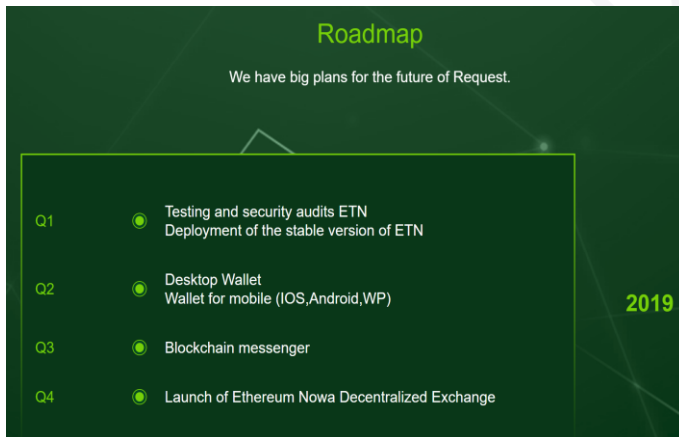 Roadmap
We have big plans for the future of Request.
Q1
Testing and security audits ETN
Deployment of the stable version of ETN
Q2
Desktop Wallet
Wallet for mobile (IOS,Android,WP)
2019
Q3
Blockchain messenger
Q4
Launch of Ethereum Nowa Decentralized Exchange